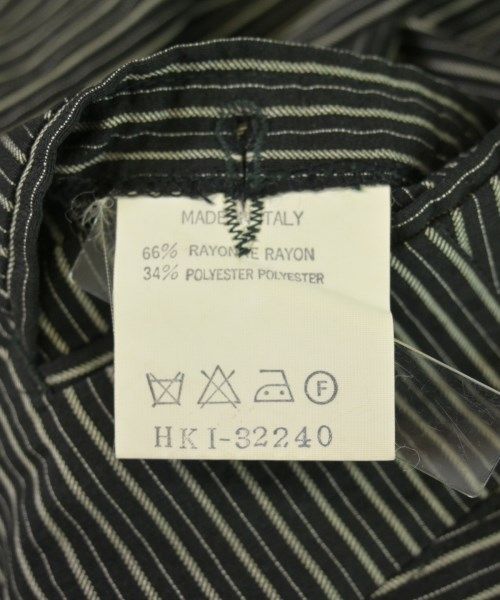 MADE IN ITALY
66% RAYONNE RAYON
34% POLYESTER POLYESTER
F
HKI-32240